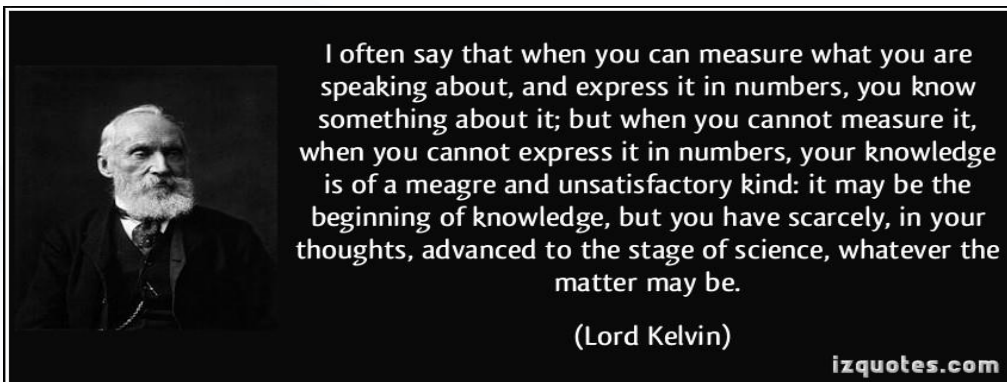 I often say that when you can measure what you are
speaking about, and express it in numbers, you know
something about it; but when you cannot measure it,
when you cannot express it in numbers, your knowledge
is of a meagre and unsatisfactory kind: it may be the
beginning of knowledge, but you have scarcely, in your
thoughts, advanced to the stage of science, whatever the
matter may be.
(Lord Kelvin)
izquotes.com